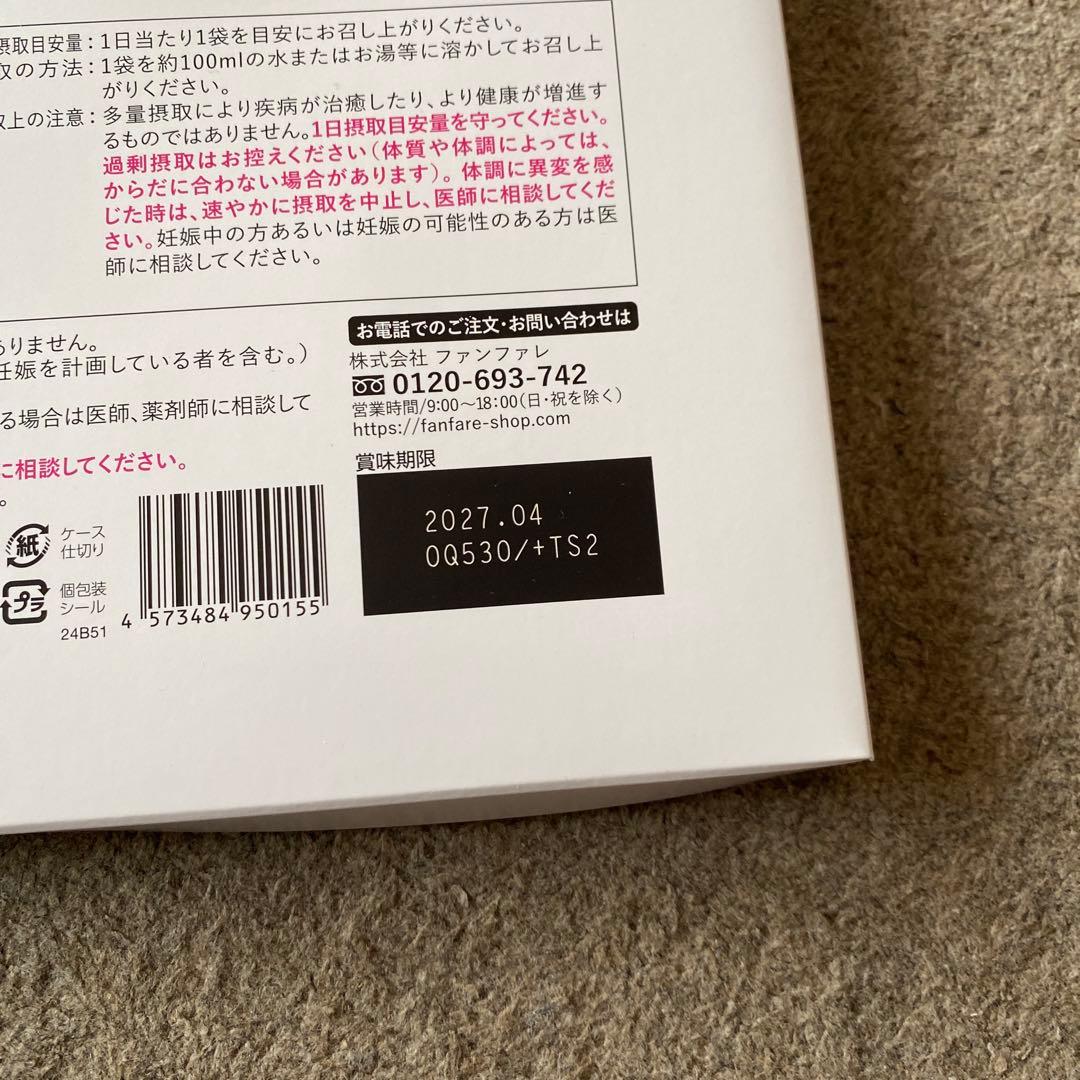 摂取目安量：1日当たり1袋を目安にお召し上がりください。
取の方法：1袋を約100mlの水またはお湯等に溶かしてお召し上
がりください。
取上の注意：多量摂取により疾病が治癒したり、より健康が増進す
るものではありません。1日摂取目安量を守ってください。
過剰摂取はお控えください（体質や体調によっては、
からだに合わない場合があります）。体調に異変を感
じた時は、速やかに摂取を中止し、医師に相談してくだ
さい。妊娠中の方あるいは妊娠の可能性のある方は医
師に相談してください。
ありません。
妊娠を計画している者を含む。）
る場合は医師、薬剤師に相談して
に相談してください。
。
お電話でのご注文・お問い合わせは
株式会社 ファンファレ
0120-693-742
営業時間/9:00～18:00（日・祝を除く）
https://fanfare-shop.com
賞味期限
2027.04
0Q530/+TS2
紙
ケース
仕切り
プラ
個包装
シール
24B51
4 573484 950155